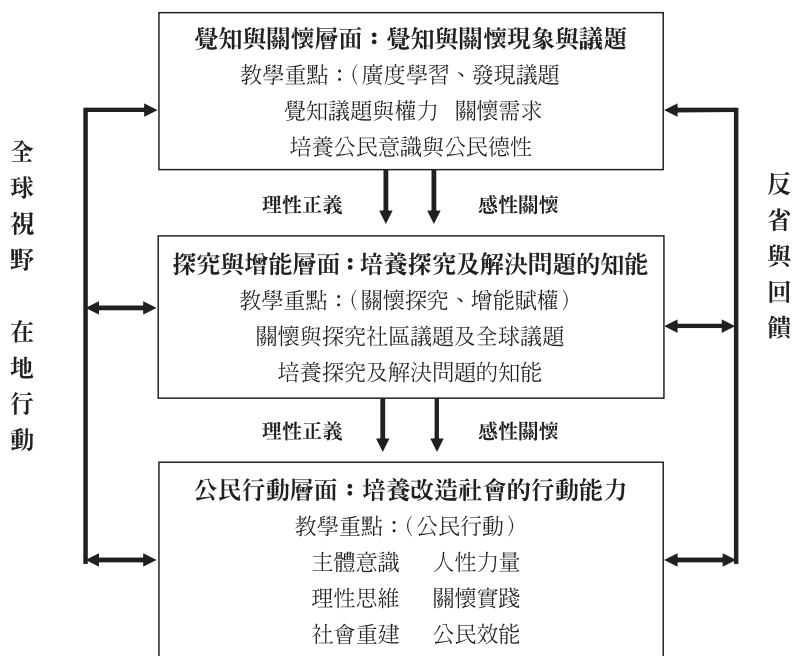 覺知與關懷層面：覺知與關懷現象與議題
教學重點：（廣度學習、發現議題
覺知議題與權力 關懷需求
培養公民意識與公民德性
理性正義 感性關懷
探究與增能層面：培養探究及解決問題的知能
教學重點：（關懷探究、增能賦權）
關懷與探究社區議題及全球議題
培養探究及解決問題的知能
理性正義 感性關懷
公民行動層面：培養改造社會的行動能力
教學重點：（公民行動）
主體意識 人性力量
理性思維 關懷實踐
社會重建 公民效能
全球視野 在地行動
反省與回饋